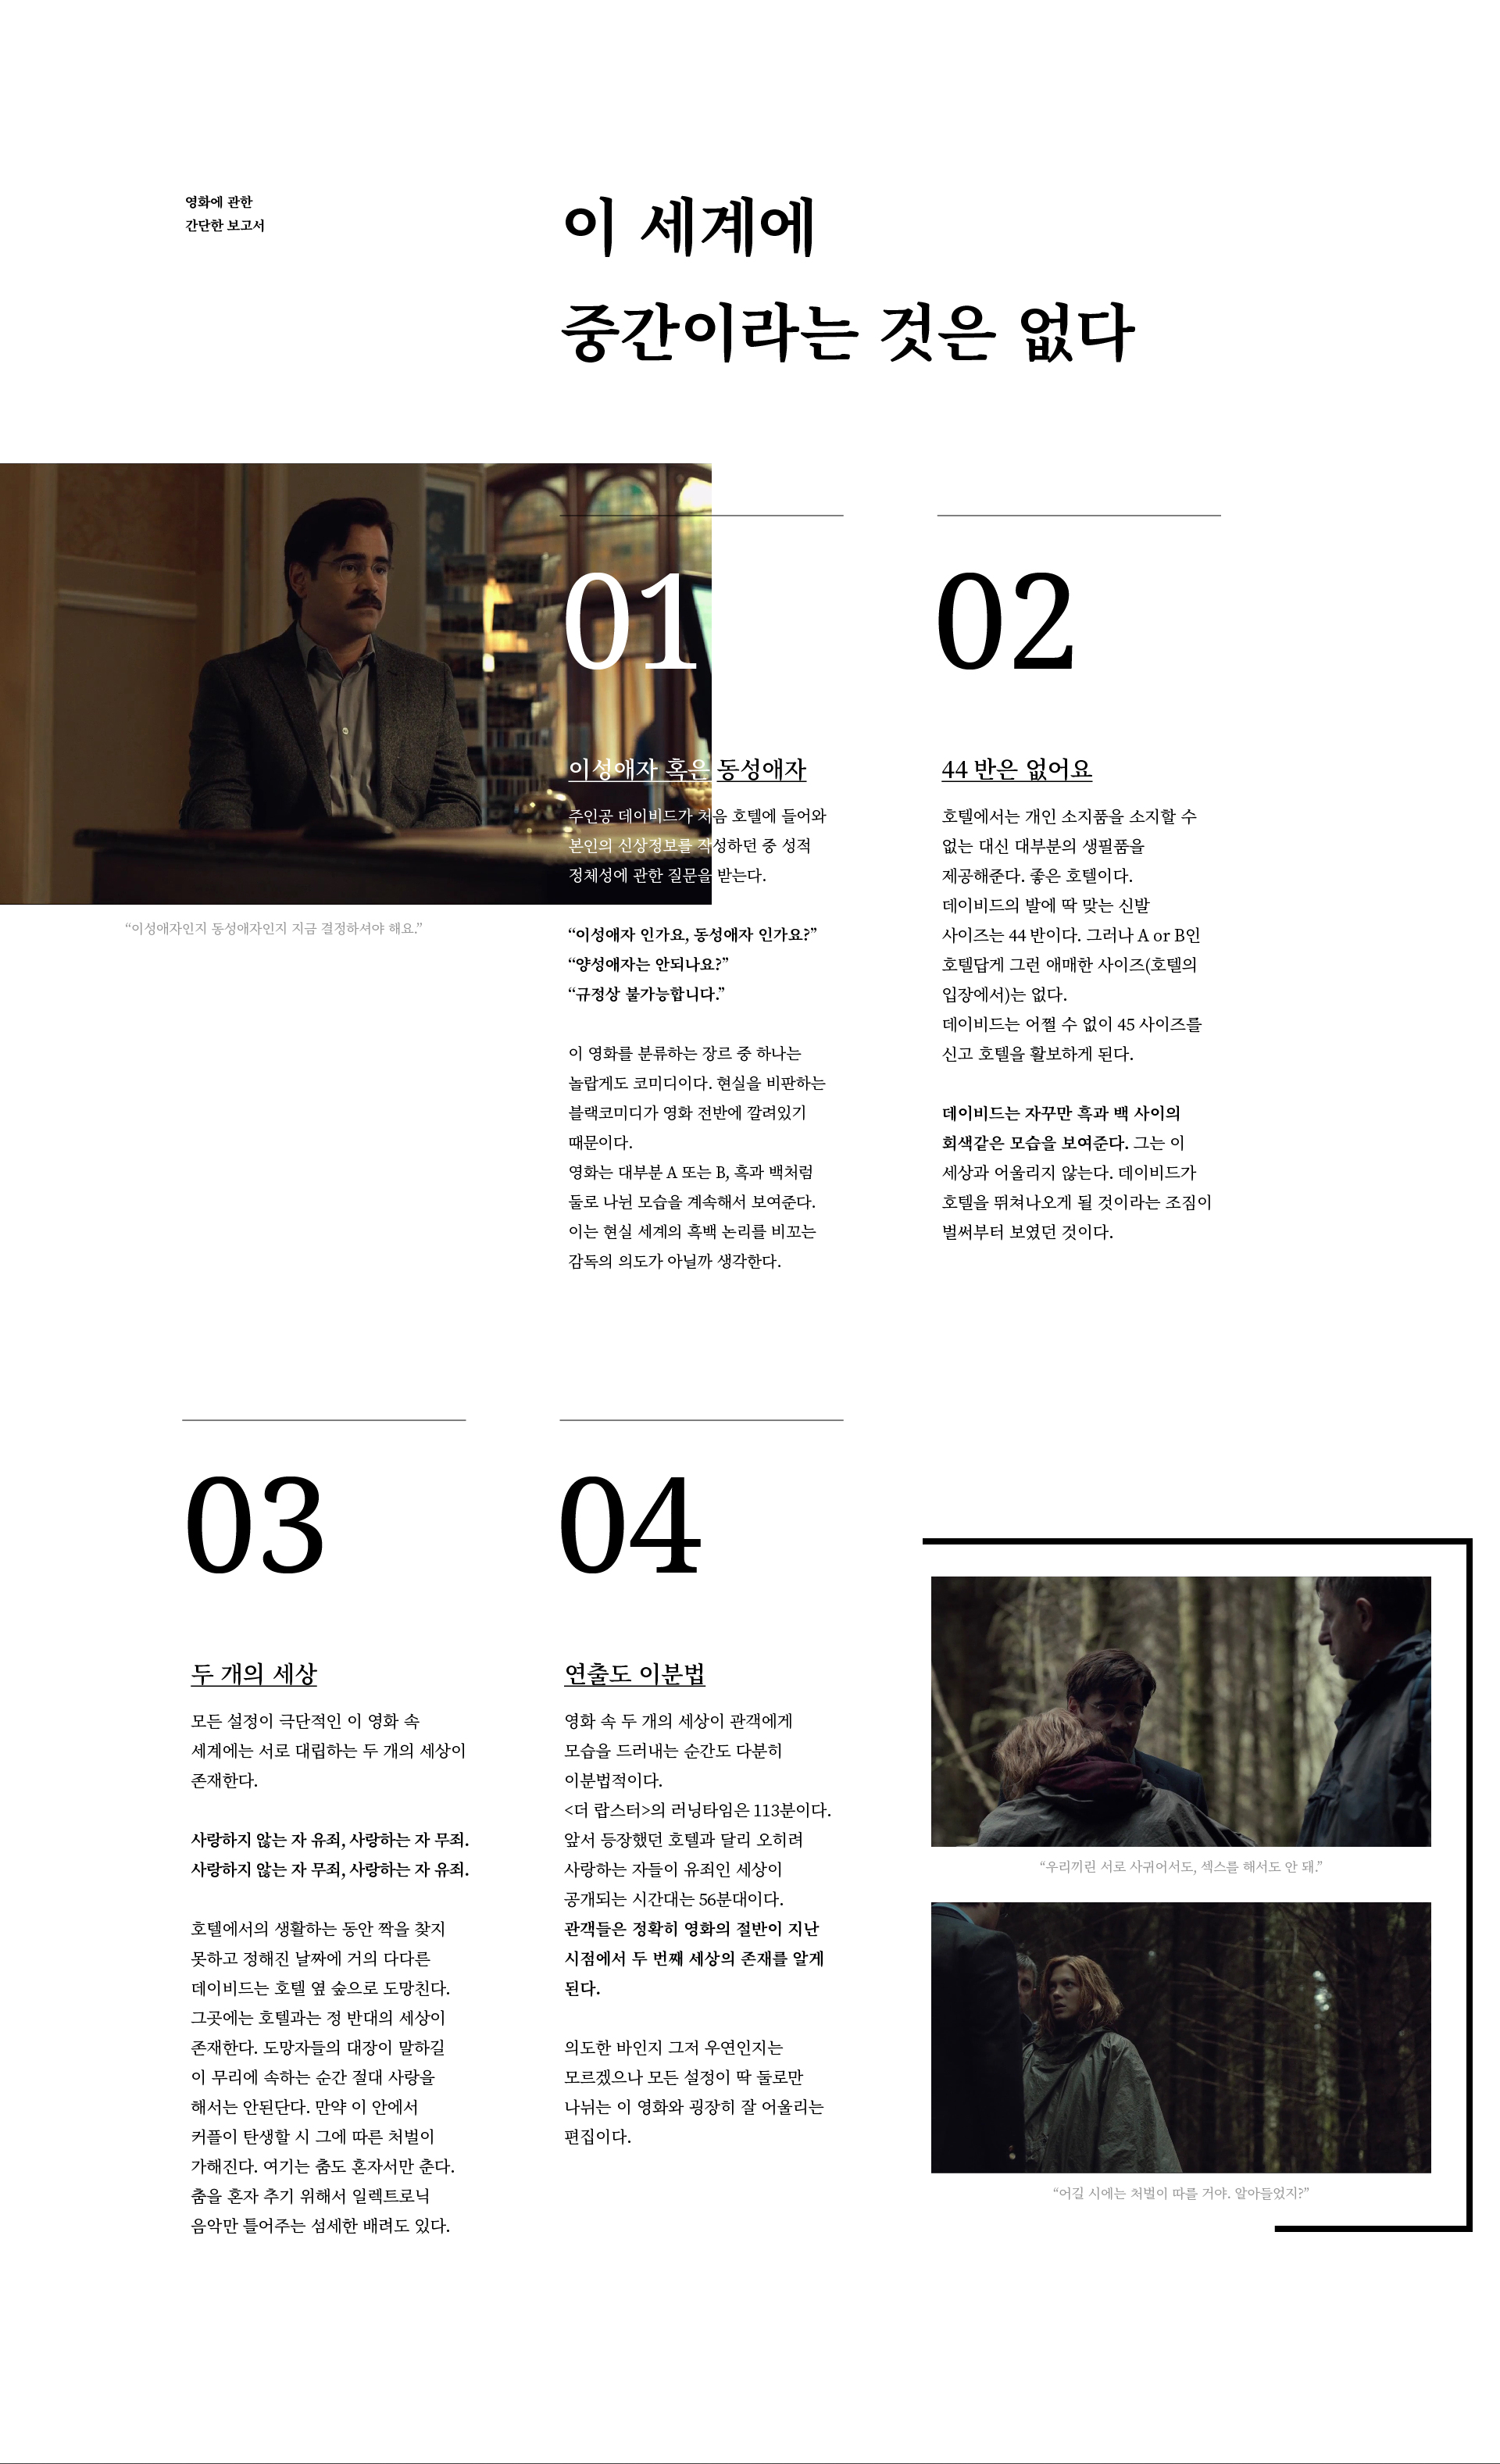 영화에 관한
간단한 보고서
이 세계에
중간이라는 것은 없다
“이성애자인지 동성애자인지 지금 결정하셔야 해요.”
01
이성애자 혹은 동성애자
주인공 데이비드가 처음 호텔에 들어와
본인의 신상정보를 작성하던 중 성적
정체성에 관한 질문을 받는다.
“이성애자 인가요, 동성애자 인가요?”
“양성애자는 안되나요?”
“규정상 불가능합니다.”
이 영화를 분류하는 장르 중 하나는
놀랍게도 코미디이다. 현실을 비판하는
블랙코미디가 영화 전반에 깔려있기
때문이다.
영화는 대부분 A 또는 B, 흑과 백처럼
둘로 나뉜 모습을 계속해서 보여준다.
이는 현실 세계의 흑백 논리를 비꼬는
감독의 의도가 아닐까 생각한다.
02
44 반은 없어요
호텔에서는 개인 소지품을 소지할 수
없는 대신 대부분의 생필품을
제공해준다. 좋은 호텔이다.
데이비드의 발에 딱 맞는 신발
사이즈는 44 반이다. 그러나 A or B인
호텔답게 그런 애매한 사이즈(호텔의
입장에서)는 없다.
데이비드는 어쩔 수 없이 45 사이즈를
신고 호텔을 활보하게 된다.
데이비드는 자꾸만 흑과 백 사이의
회색같은 모습을 보여준다. 그는 이
세상과 어울리지 않는다. 데이비드가
호텔을 뛰쳐나오게 될 것이라는 조짐이
벌써부터 보였던 것이다.
03
두 개의 세상
모든 설정이 극단적인 이 영화 속
세계에는 서로 대립하는 두 개의 세상이
존재한다.
사랑하지 않는 자 유죄, 사랑하는 자 무죄.
사랑하지 않는 자 무죄, 사랑하는 자 유죄.
호텔에서의 생활하는 동안 짝을 찾지
못하고 정해진 날짜에 거의 다다른
데이비드는 호텔 옆 숲으로 도망친다.
그곳에는 호텔과는 정 반대의 세상이
존재한다. 도망자들의 대장이 말하길
이 무리에 속하는 순간 절대 사랑을
해서는 안된단다. 만약 이 안에서
커플이 탄생할 시 그에 따른 처벌이
가해진다. 여기는 춤도 혼자서만 춘다.
춤을 혼자 추기 위해서 일렉트로닉
음악만 틀어주는 섬세한 배려도 있다.
04
연출도 이분법
영화 속 두 개의 세상이 관객에게
모습을 드러내는 순간도 다분히
이분법적이다.
<더 랍스터>의 러닝타임은 113분이다.
앞서 등장했던 호텔과 달리 오히려
사랑하는 자들이 유죄인 세상이
공개되는 시간대는 56분대이다.
관객들은 정확히 영화의 절반이 지난
시점에서 두 번째 세상의 존재를 알게
된다.
의도한 바인지 그저 우연인지는
모르겠으나 모든 설정이 딱 둘로만
나뉘는 이 영화와 굉장히 잘 어울리는
편집이다.
“우리끼린 서로 사귀어서도, 섹스를 해서도 안 돼.”
“어길 시에는 처벌이 따를 거야. 알아들었지?”